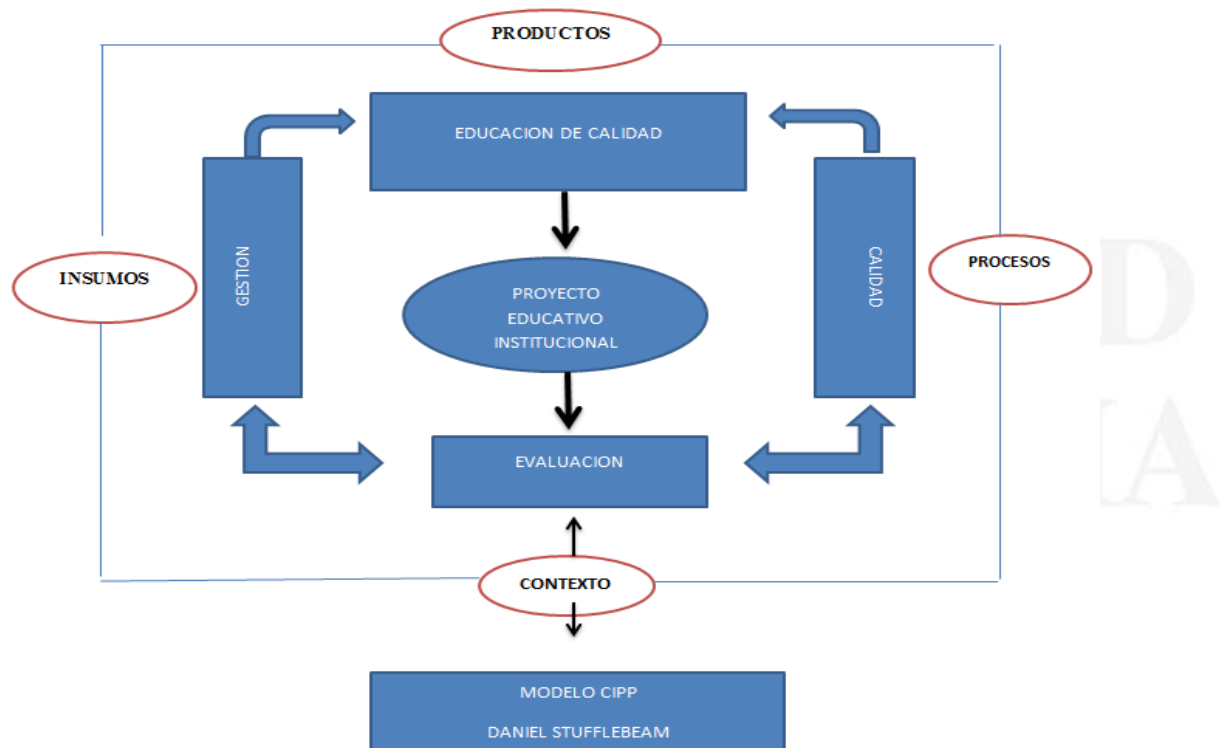 PRODUCTOS
EDUCACION DE CALIDAD
GESTION
CALIDAD
INSUMOS
PROCESOS
PROYECTO
EDUCATIVO
INSTITUCIONAL
EVALUACION
CONTEXTO
MODELO CIPP
DANIEL STUFFLEBEAM